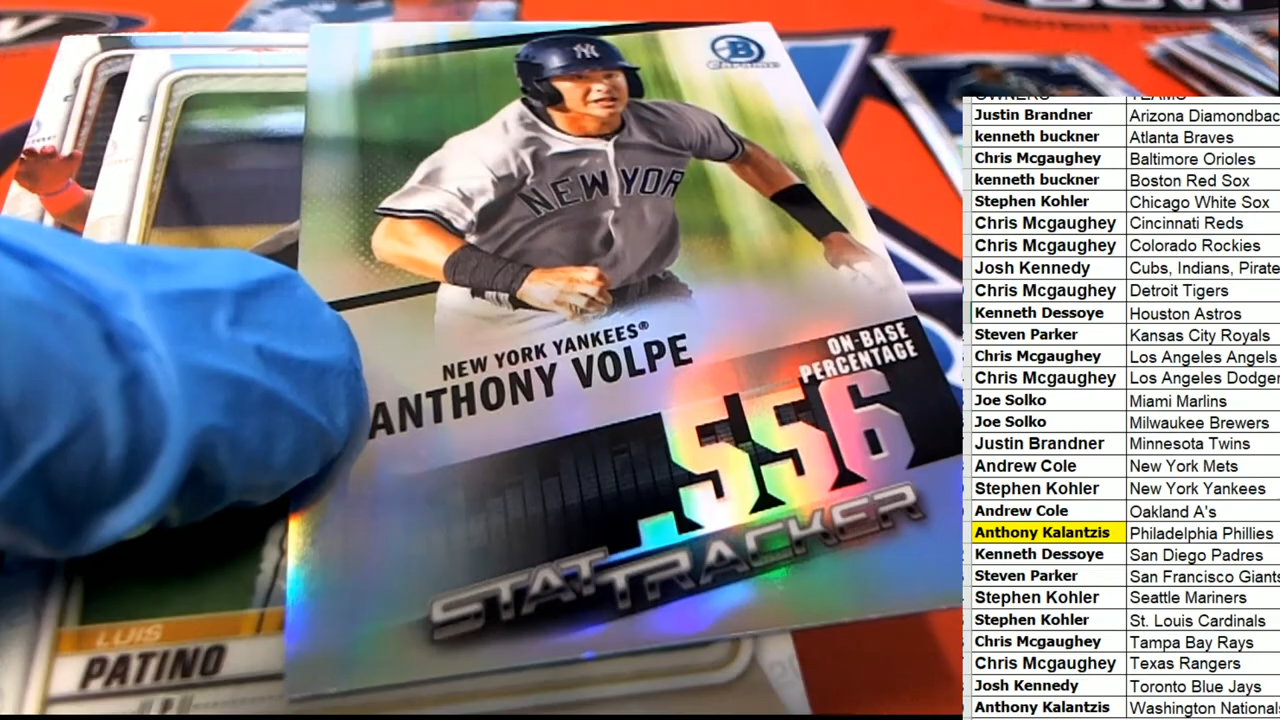 B
Chrome
NY
NEW YOR
NEW YORK YANKEES®
ANTHONY VOLPE
ON-BASE
PERCENTAGE
.556
STAT TRACKER
LUIS
PATINO
P
OWNERS TEAMS
Justin Brandner Arizona Diamondbac
kenneth buckner Atlanta Braves
Chris Mcgaughey Baltimore Orioles
kenneth buckner Boston Red Sox
Stephen Kohler Chicago White Sox
Chris Mcgaughey Cincinnati Reds
Chris Mcgaughey Colorado Rockies
Josh Kennedy Cubs, Indians, Pirate
Chris Mcgaughey Detroit Tigers
Kenneth Dessoye Houston Astros
Steven Parker Kansas City Royals
Chris Mcgaughey Los Angeles Angels
Chris Mcgaughey Los Angeles Dodger
Joe Solko Miami Marlins
Joe Solko Milwaukee Brewers
Justin Brandner Minnesota Twins
Andrew Cole New York Mets
Stephen Kohler New York Yankees
Andrew Cole Oakland A's
Anthony Kalantzis Philadelphia Phillies
Kenneth Dessoye San Diego Padres
Steven Parker San Francisco Giants
Stephen Kohler Seattle Mariners
Stephen Kohler St. Louis Cardinals
Chris Mcgaughey Tampa Bay Rays
Chris Mcgaughey Texas Rangers
Josh Kennedy Toronto Blue Jays
Anthony Kalantzis Washington National